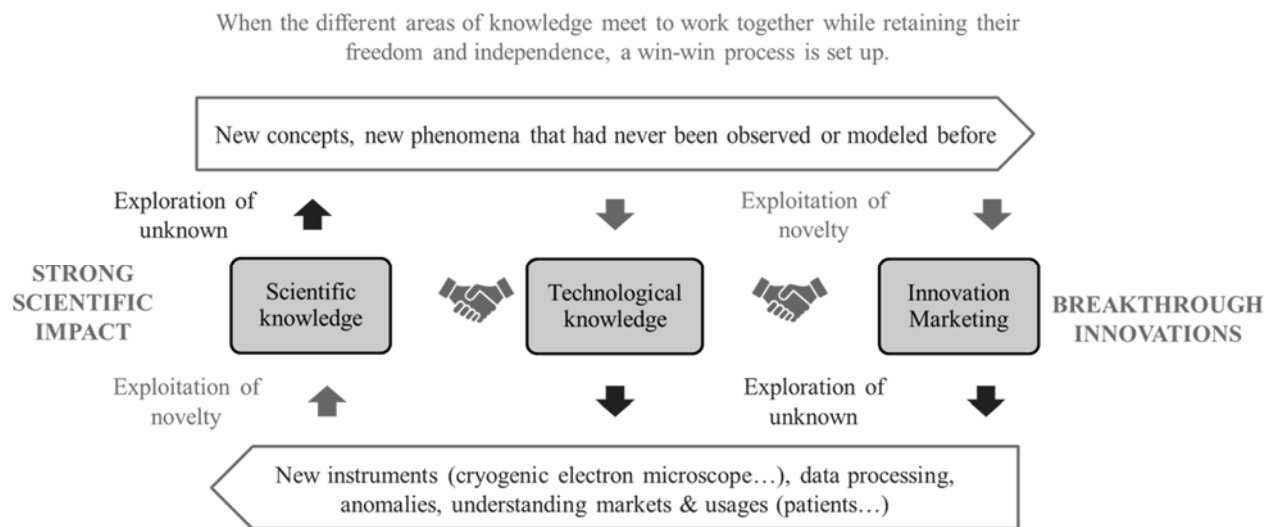 When the different areas of knowledge meet to work together while retaining their
freedom and independence, a win-win process is set up.
New concepts, new phenomena that had never been observed or modeled before
Exploration of
unknown
Exploitation of
novelty
STRONG
SCIENTIFIC
IMPACT
Scientific
knowledge
Technological
knowledge
Innovation
Marketing
BREAKTHROUGH
INNOVATIONS
Exploitation of
novelty
Exploration of
unknown
New instruments (cryogenic electron microscope…), data processing,
anomalies, understanding markets & usages (patients…)